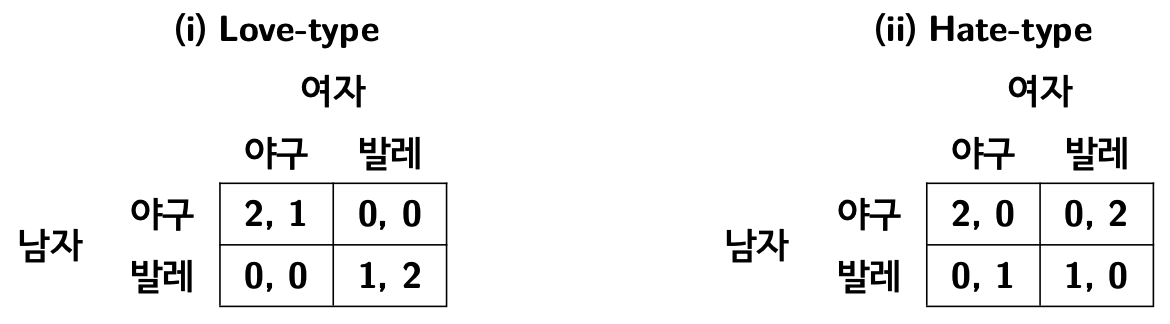 (i) Love-type (ii) Hate-type
여자 여자
야구 발레 야구 발레
야구 2, 1 0, 0 야구 2, 0 0, 2
남자 남자
발레 0, 0 1, 2 발레 0, 1 1, 0